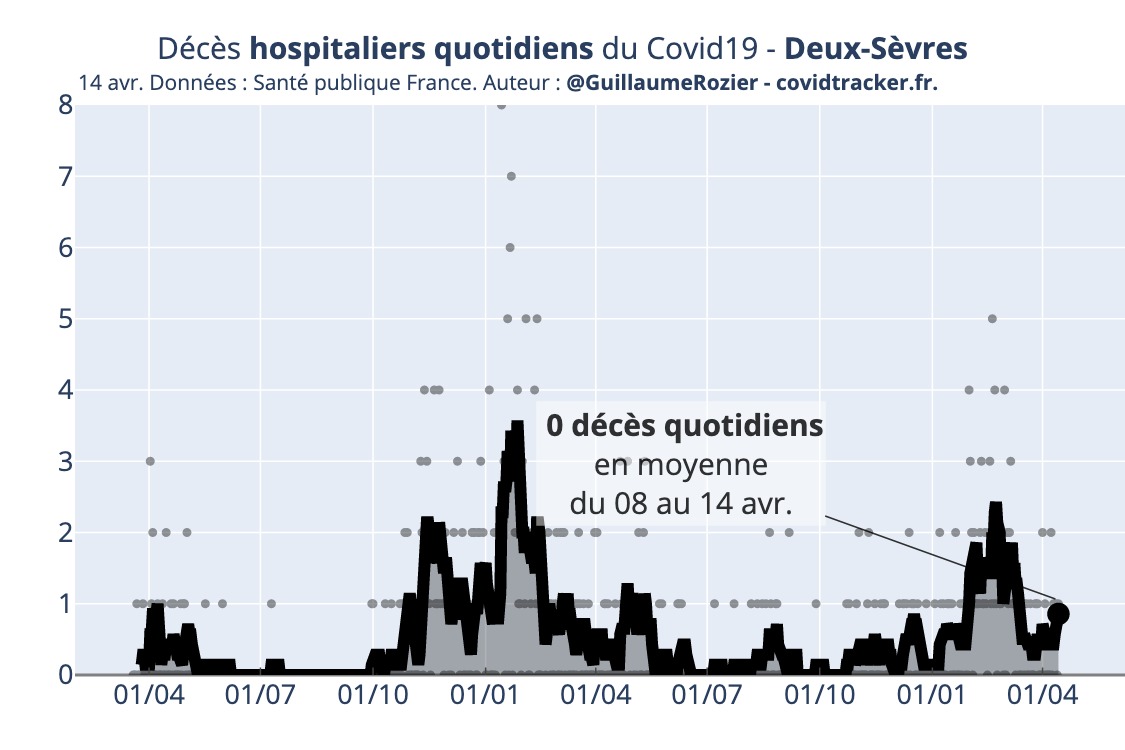 Décès hospitaliers quotidiens du Covid19 - Deux-Sèvres
14 avr. Données : Santé publique France. Auteur : @GuillaumeRozier - covidtracker.fr.
8
7
6
5
4
3
2
1
0
0 décès quotidiens
en moyenne
du 08 au 14 avr.
01/04 01/07 01/10 01/01 01/04 01/07 01/10 01/01 01/04